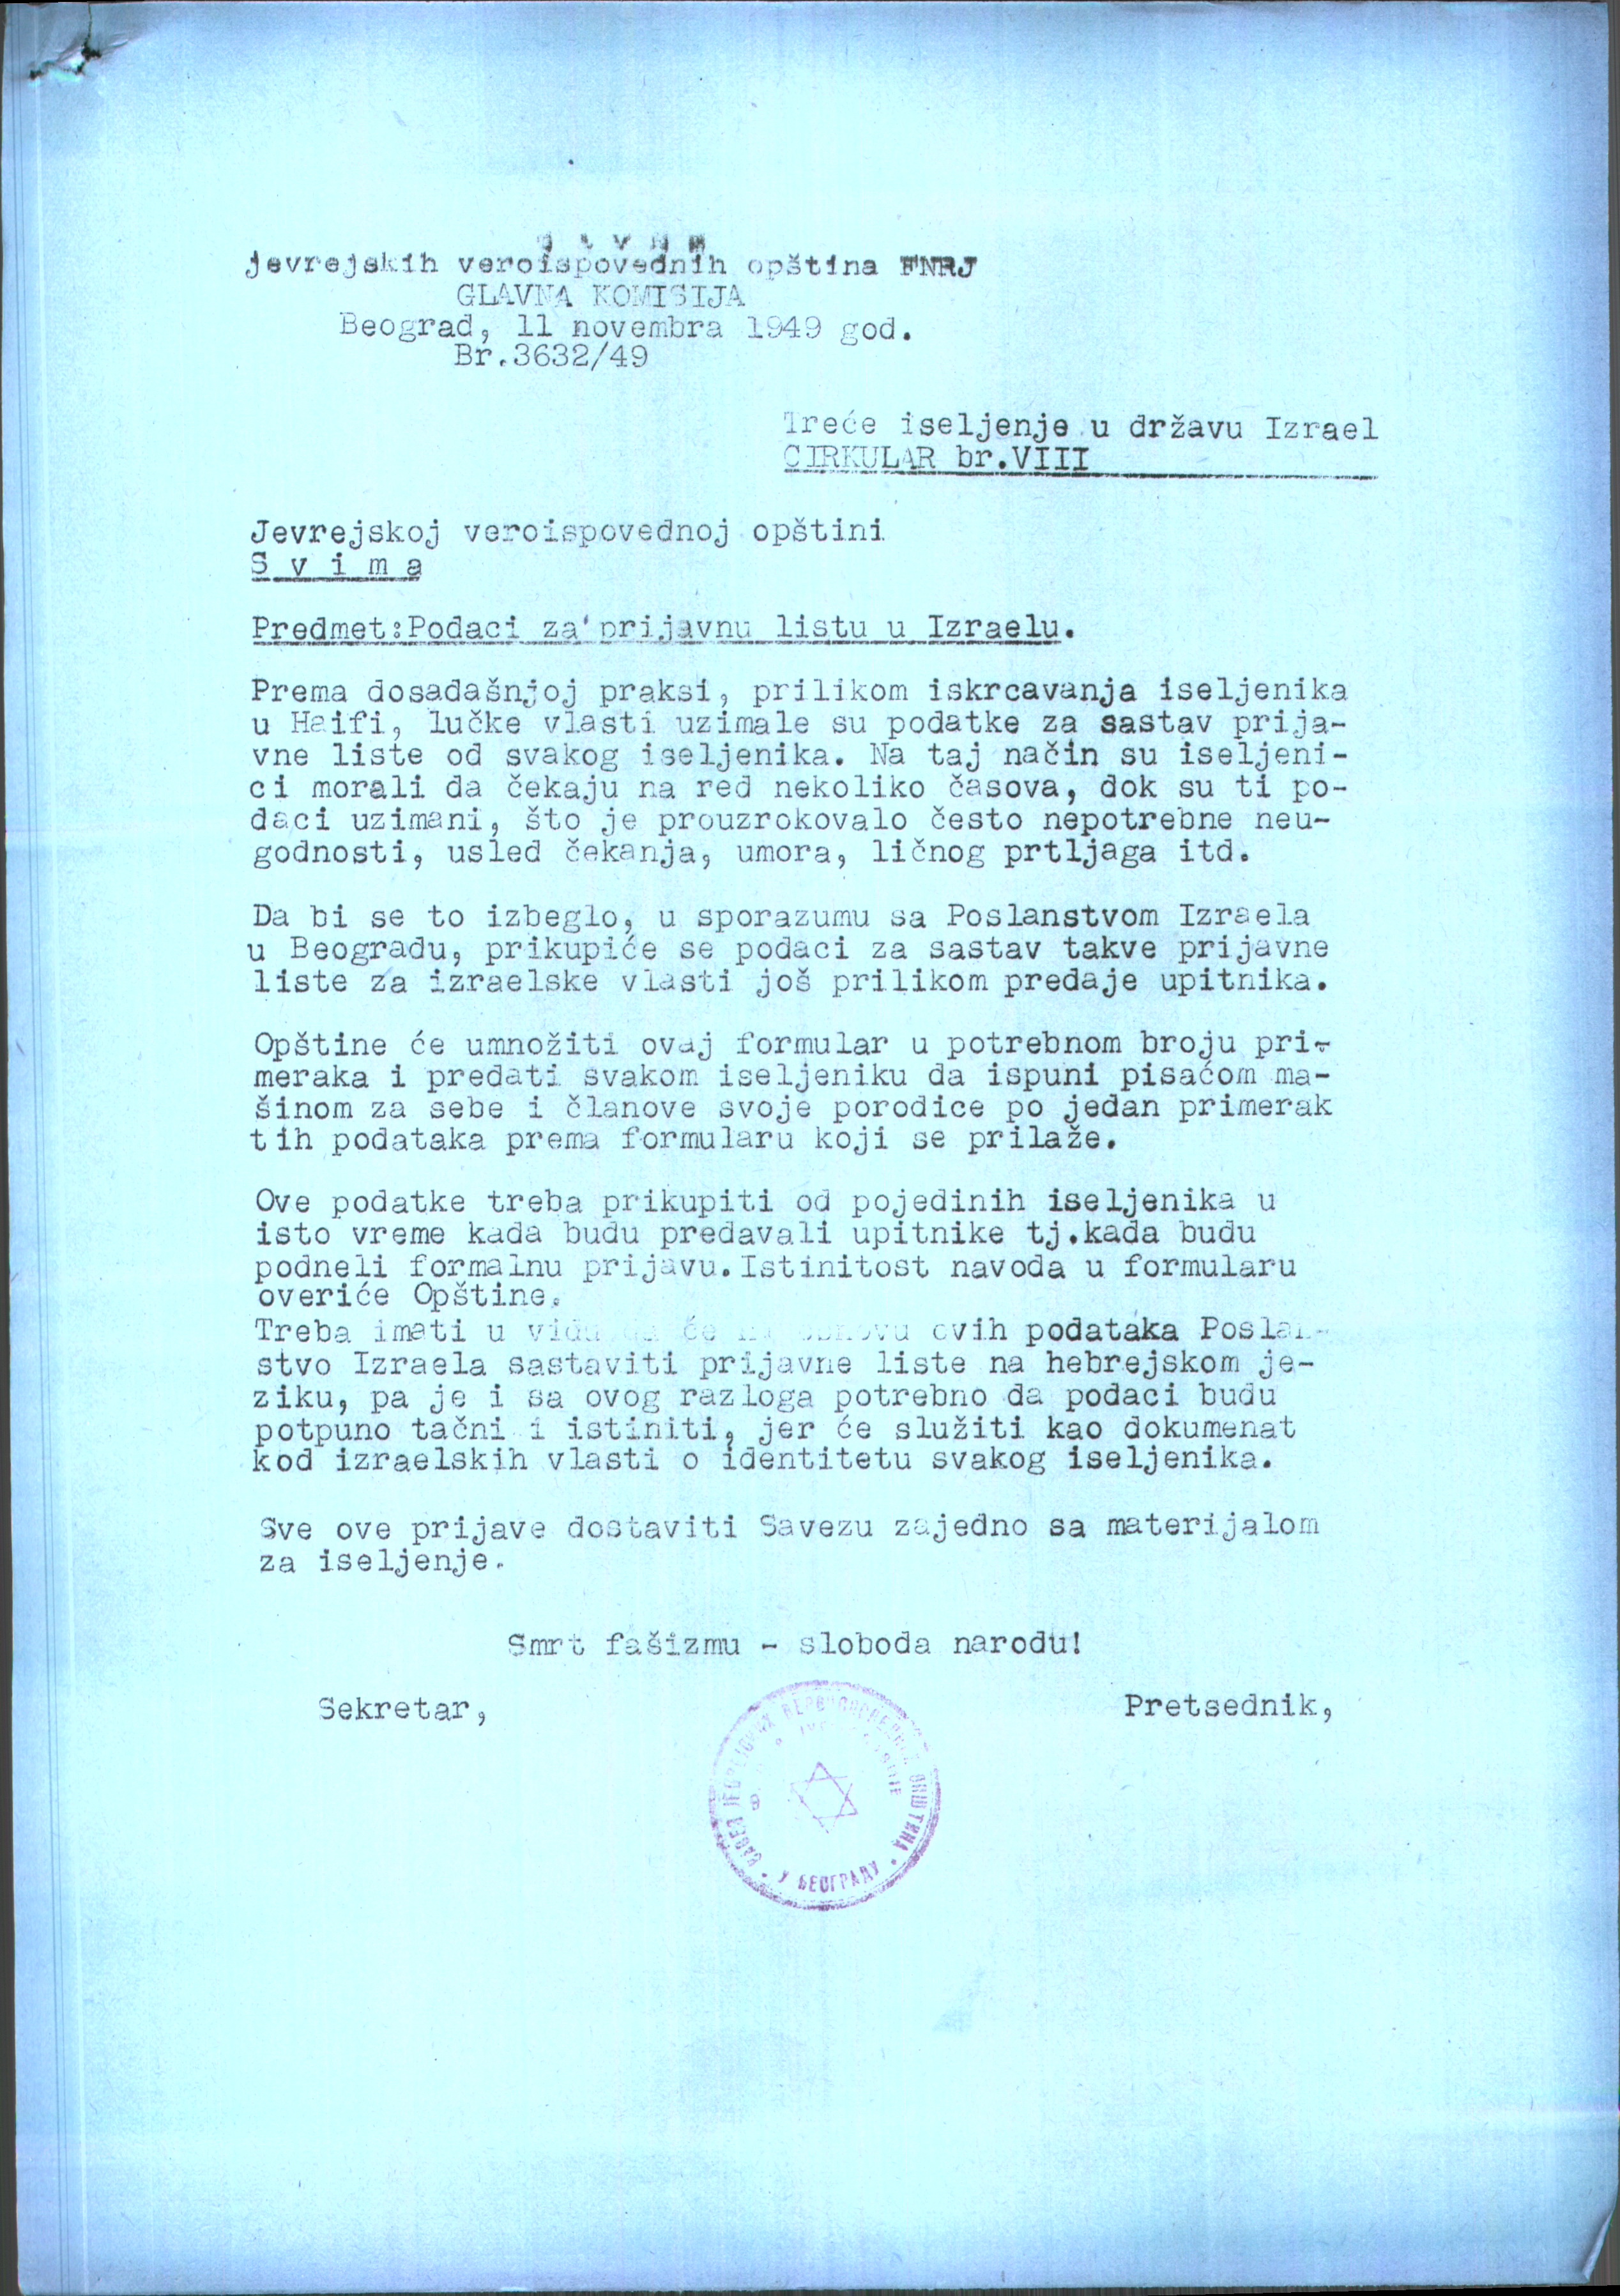 jevrejskih veroispovednih opština FNRJ
GLAVNA KOMISIJA
Beograd, 11 novembra 1949 god.
Br.3632/49
Treće iseljenje u državu Izrael
CIRKULAR br.VIII
Jevrejskoj veroispovednoj opštini
S v i m a
Predmet:Podaci za prijavnu listu u Izraelu.
Prema dosadašnjoj praksi, prilikom iskrcavanja iseljenika
u Haifi, lučke vlasti uzimale su podatke za sastav prija-
vne liste od svakog iseljenika. Na taj način su iseljeni-
ci morali da čekaju na red nekoliko časova, dok su ti po-
daci uzimani, što je prouzrokovalo često nepotrebne neu-
godnosti, usled čekanja, umora, ličnog prtljaga itd.
Da bi se to izbeglo, u sporazumu sa Poslanstvom Izraela
u Beogradu, prikupiće se podaci za sastav takve prijavne
liste za izraelske vlasti još prilikom predaje upitnika.
Opštine će umnožiti ovaj formular u potrebnom broju pri-
meraka i predati svakom iseljeniku da ispuni pisaćom ma-
šinom za sebe i članove svoje porodice po jedan primerak
tih podataka prema formularu koji se prilaže.
Ove podatke treba prikupiti od pojedinih iseljenika u
isto vreme kada budu predavali upitnike tj.kada budu
podneli formalnu prijavu.Istinitost navoda u formularu
overiće Opštine.
Treba imati u vidu da će na osnovu ovih podataka Poslan-
stvo Izraela sastaviti prijavne liste na hebrejskom je-
ziku, pa je i sa ovog razloga potrebno da podaci budu
potpuno tačni i istiniti, jer će služiti kao dokumenat
kod izraelskih vlasti o identitetu svakog iseljenika.
Sve ove prijave dostaviti Savezu zajedno sa materijalom
za iseljenje.
Smrt fašizmu - sloboda narodu!
Sekretar,
Pretsednik,
САВЕЗ ЈЕВРЕЈСКИХ ВЕРОИСПОВЕДНИХ ОПШТИНА
У БЕОГРАДУ